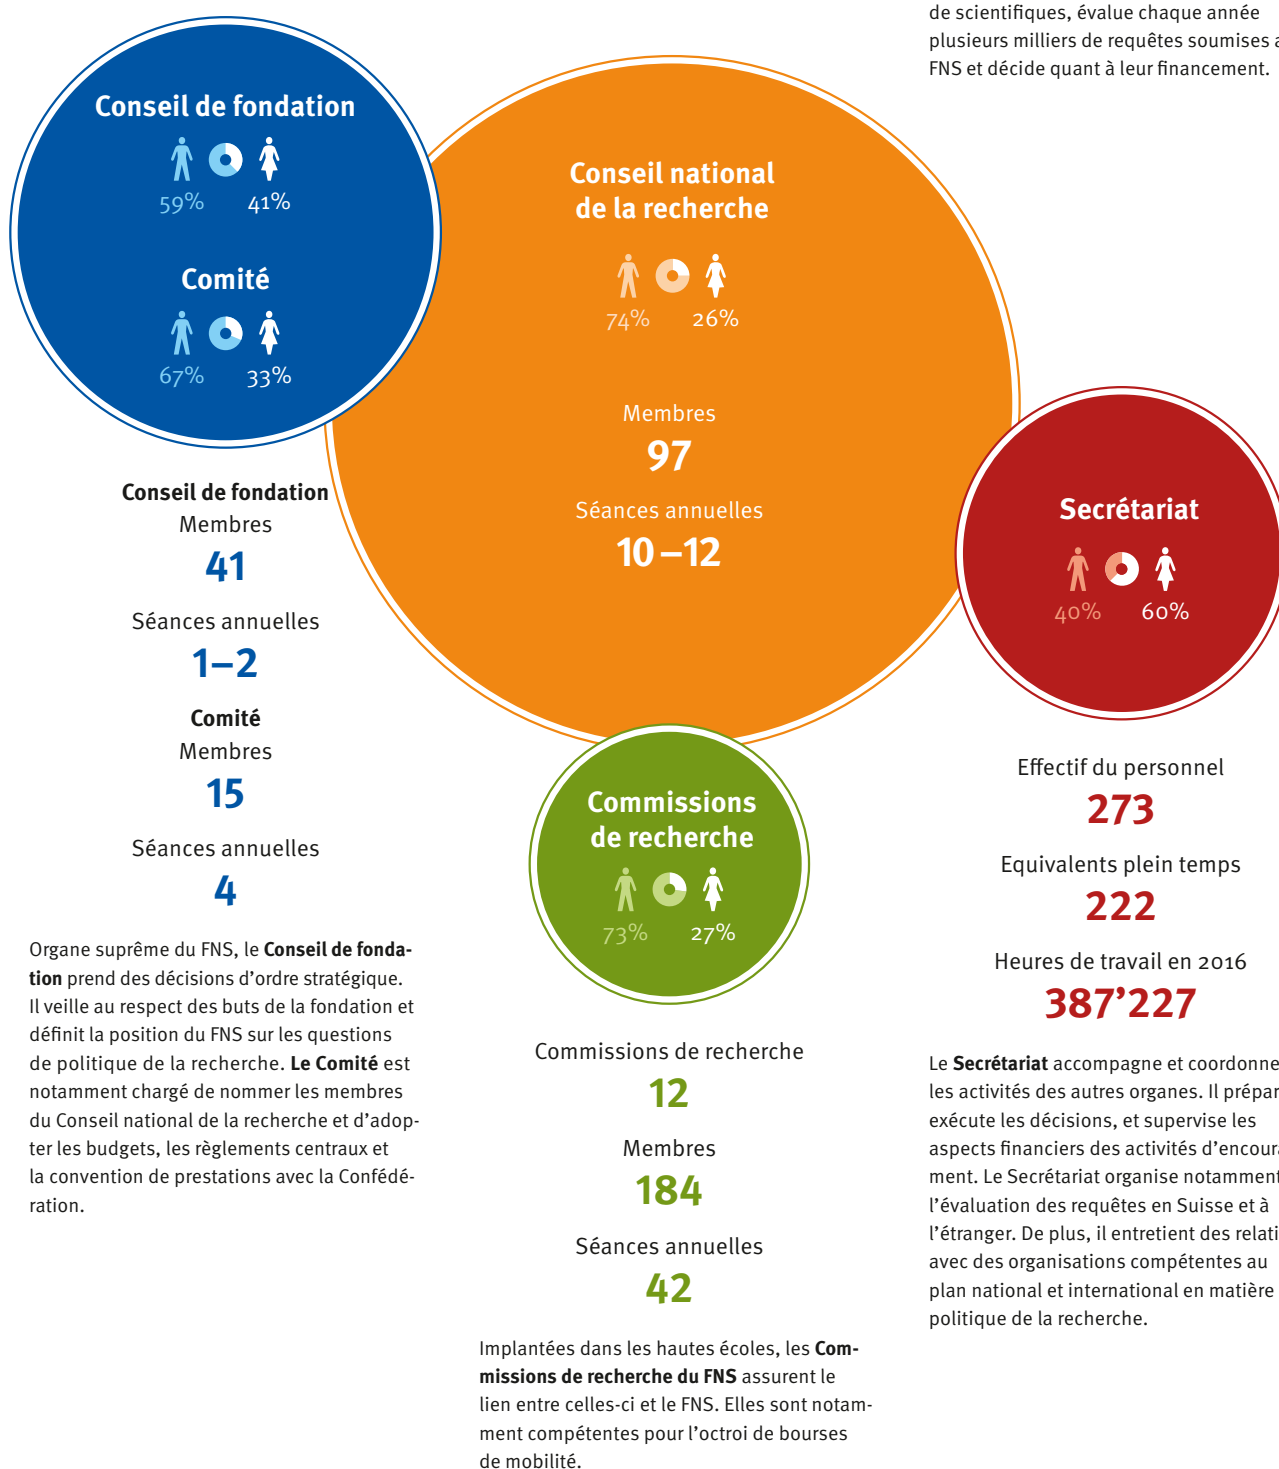 de scientifiques, évalue chaque année
plusieurs milliers de requêtes soumises
FNS et décide quant à leur financement.
Conseil de fondation
59% 41%
Comité
67% 33%
Conseil de fondation
Membres
41
Séances annuelles
1–2
Comité
Membres
15
Séances annuelles
4
Organe suprême du FNS, le Conseil de fonda-
tion prend des décisions d’ordre stratégique.
Il veille au respect des buts de la fondation et
définit la position du FNS sur les questions
de politique de la recherche. Le Comité est
notamment chargé de nommer les membres
du Conseil national de la recherche et d’adop-
ter les budgets, les règlements centraux et
la convention de prestations avec la Confédé-
ration.
Conseil national
de la recherche
74% 26%
Membres
97
Séances annuelles
10–12
Commissions
de recherche
73% 27%
Commissions de recherche
12
Membres
184
Séances annuelles
42
Implantées dans les hautes écoles, les Com-
missions de recherche du FNS assurent le
lien entre celles-ci et le FNS. Elles sont notam-
ment compétentes pour l’octroi de bourses
de mobilité.
Secrétariat
40% 60%
Effectif du personnel
273
Equivalents plein temps
222
Heures de travail en 2016
387’227
Le Secrétariat accompagne et coordonne
les activités des autres organes. Il prépar
exécute les décisions, et supervise les
aspects financiers des activités d’encour
ment. Le Secrétariat organise notamment
l’évaluation des requêtes en Suisse et à
l’étranger. De plus, il entretient des relati
avec des organisations compétentes au
plan national et international en matière
politique de la recherche.